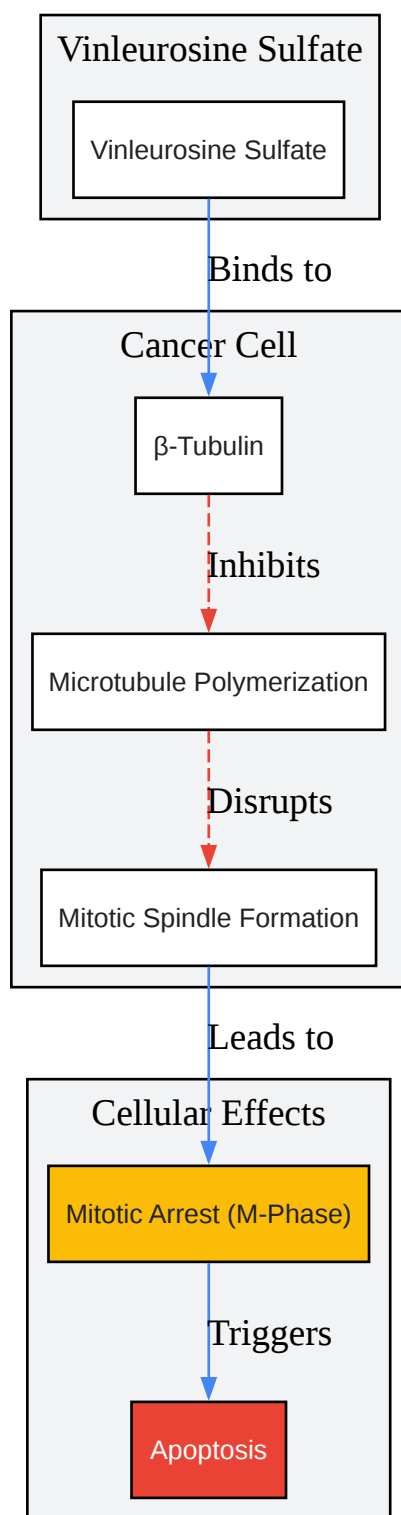 Vinleurosine Sulfate
Vinleurosine Sulfate
Binds to
Cancer Cell
β-Tubulin
Inhibits
Microtubule Polymerization
Disrupts
Mitotic Spindle Formation
Leads to
Cellular Effects
Mitotic Arrest (M-Phase)
Triggers
Apoptosis